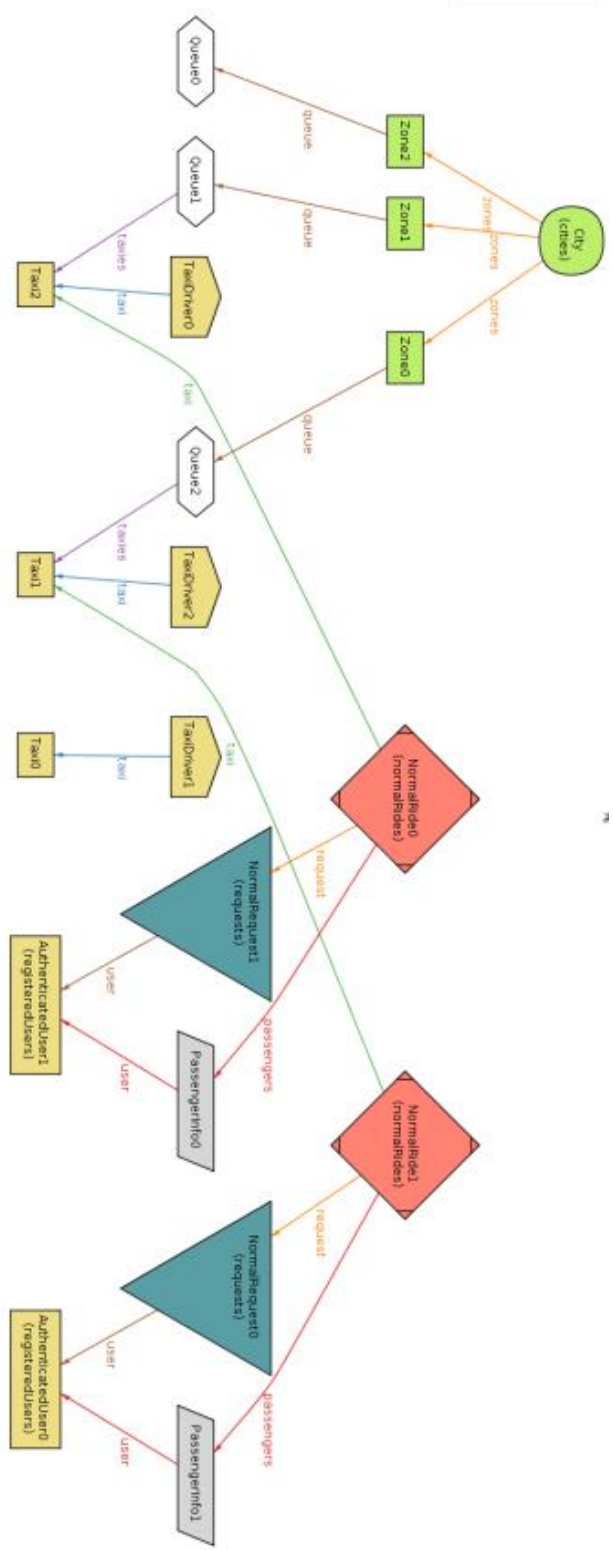 City
(cities)
zones
zones
zones
Zone2
Zone1
Zone0
NormalRide0
(normalRides)
NormalRide1
(normalRides)
queue
queue
queue
request
passengers
request
passengers
taxi
taxi
Queue0
Queue1
TaxiDriver0
Queue2
TaxiDriver2
TaxiDriver1
NormalRequest1
(requests)
PassengerInfo0
NormalRequest0
(requests)
PassengerInfo1
taxies
taxi
taxies
taxi
taxi
user
user
user
user
Taxi2
Taxi1
Taxi0
AuthenticatedUser1
(registeredUsers)
AuthenticatedUser0
(registeredUsers)